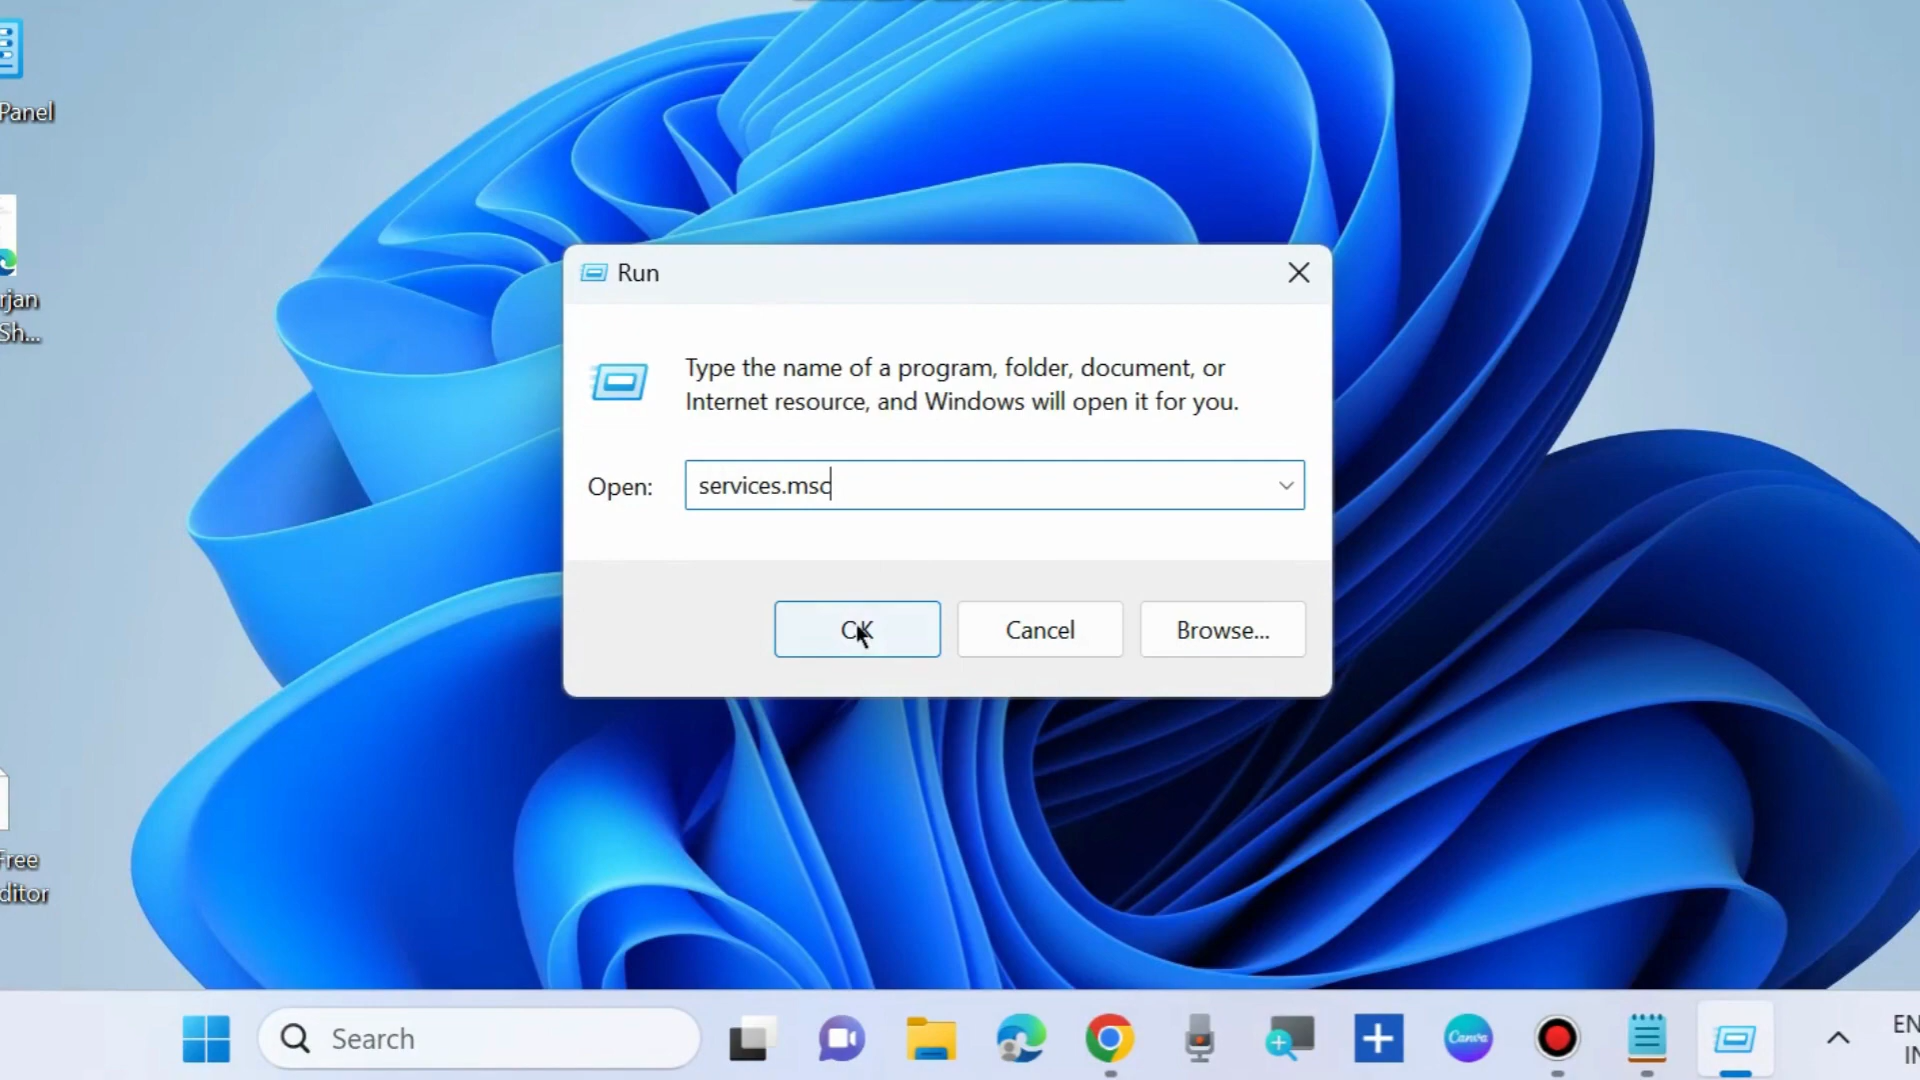 Panel
rjan
Sh...
Free
ditor
Run
Type the name of a program, folder, document, or
Internet resource, and Windows will open it for you.
Open:
services.msc
OK
Cancel
Browse...
Search
Canva
EN
IN